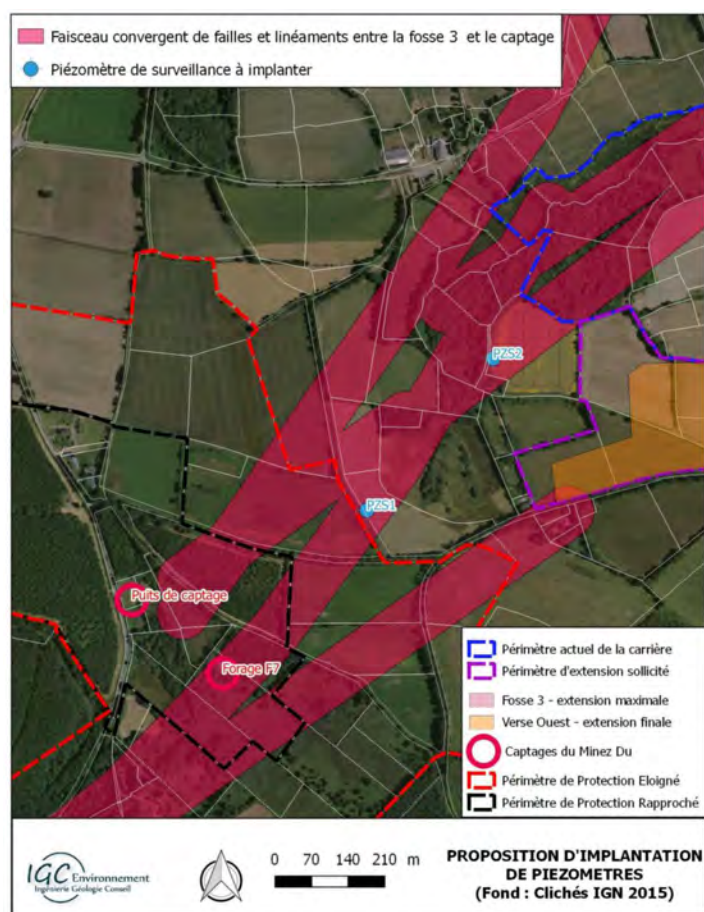 Faisceau convergent de failles et linéaments entre la fosse 3 et le captage
Piézomètre de surveillance à implanter
PZS2
PZS1
Puits de captage
Forage F7
Périmètre actuel de la carrière
Périmètre d'extension sollicité
Fosse 3 - extension maximale
Verse Ouest - extension finale
Captages du Minez Du
Périmètre de Protection Eloigné
Périmètre de Protection Rapproché
IGC Environnement
Ingénierie Géologie Conseil
0 70 140 210 m
PROPOSITION D'IMPLANTATION
DE PIEZOMETRES
(Fond : Clichés IGN 2015)